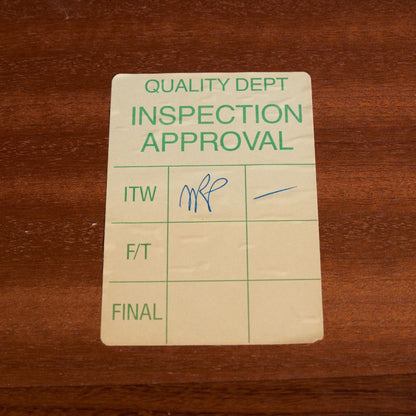 QUALITY DEPT
INSPECTION
APPROVAL
ITW —
F/T
FINAL